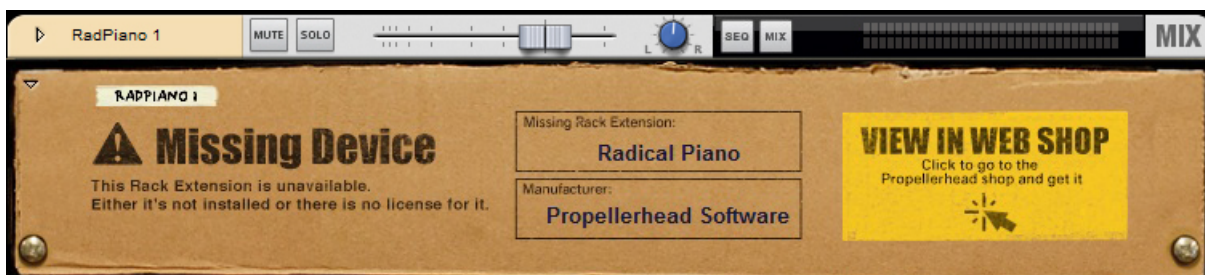 RadPiano 1
MUTE
SOLO
L
R
SEQ
MIX
MIX
RADPIANO 1
Missing Device
This Rack Extension is unavailable.
Either it's not installed or there is no license for it.
Missing Rack Extension:
Radical Piano
Manufacturer:
Propellerhead Software
VIEW IN WEB SHOP
Click to go to the
Propellerhead shop and get it